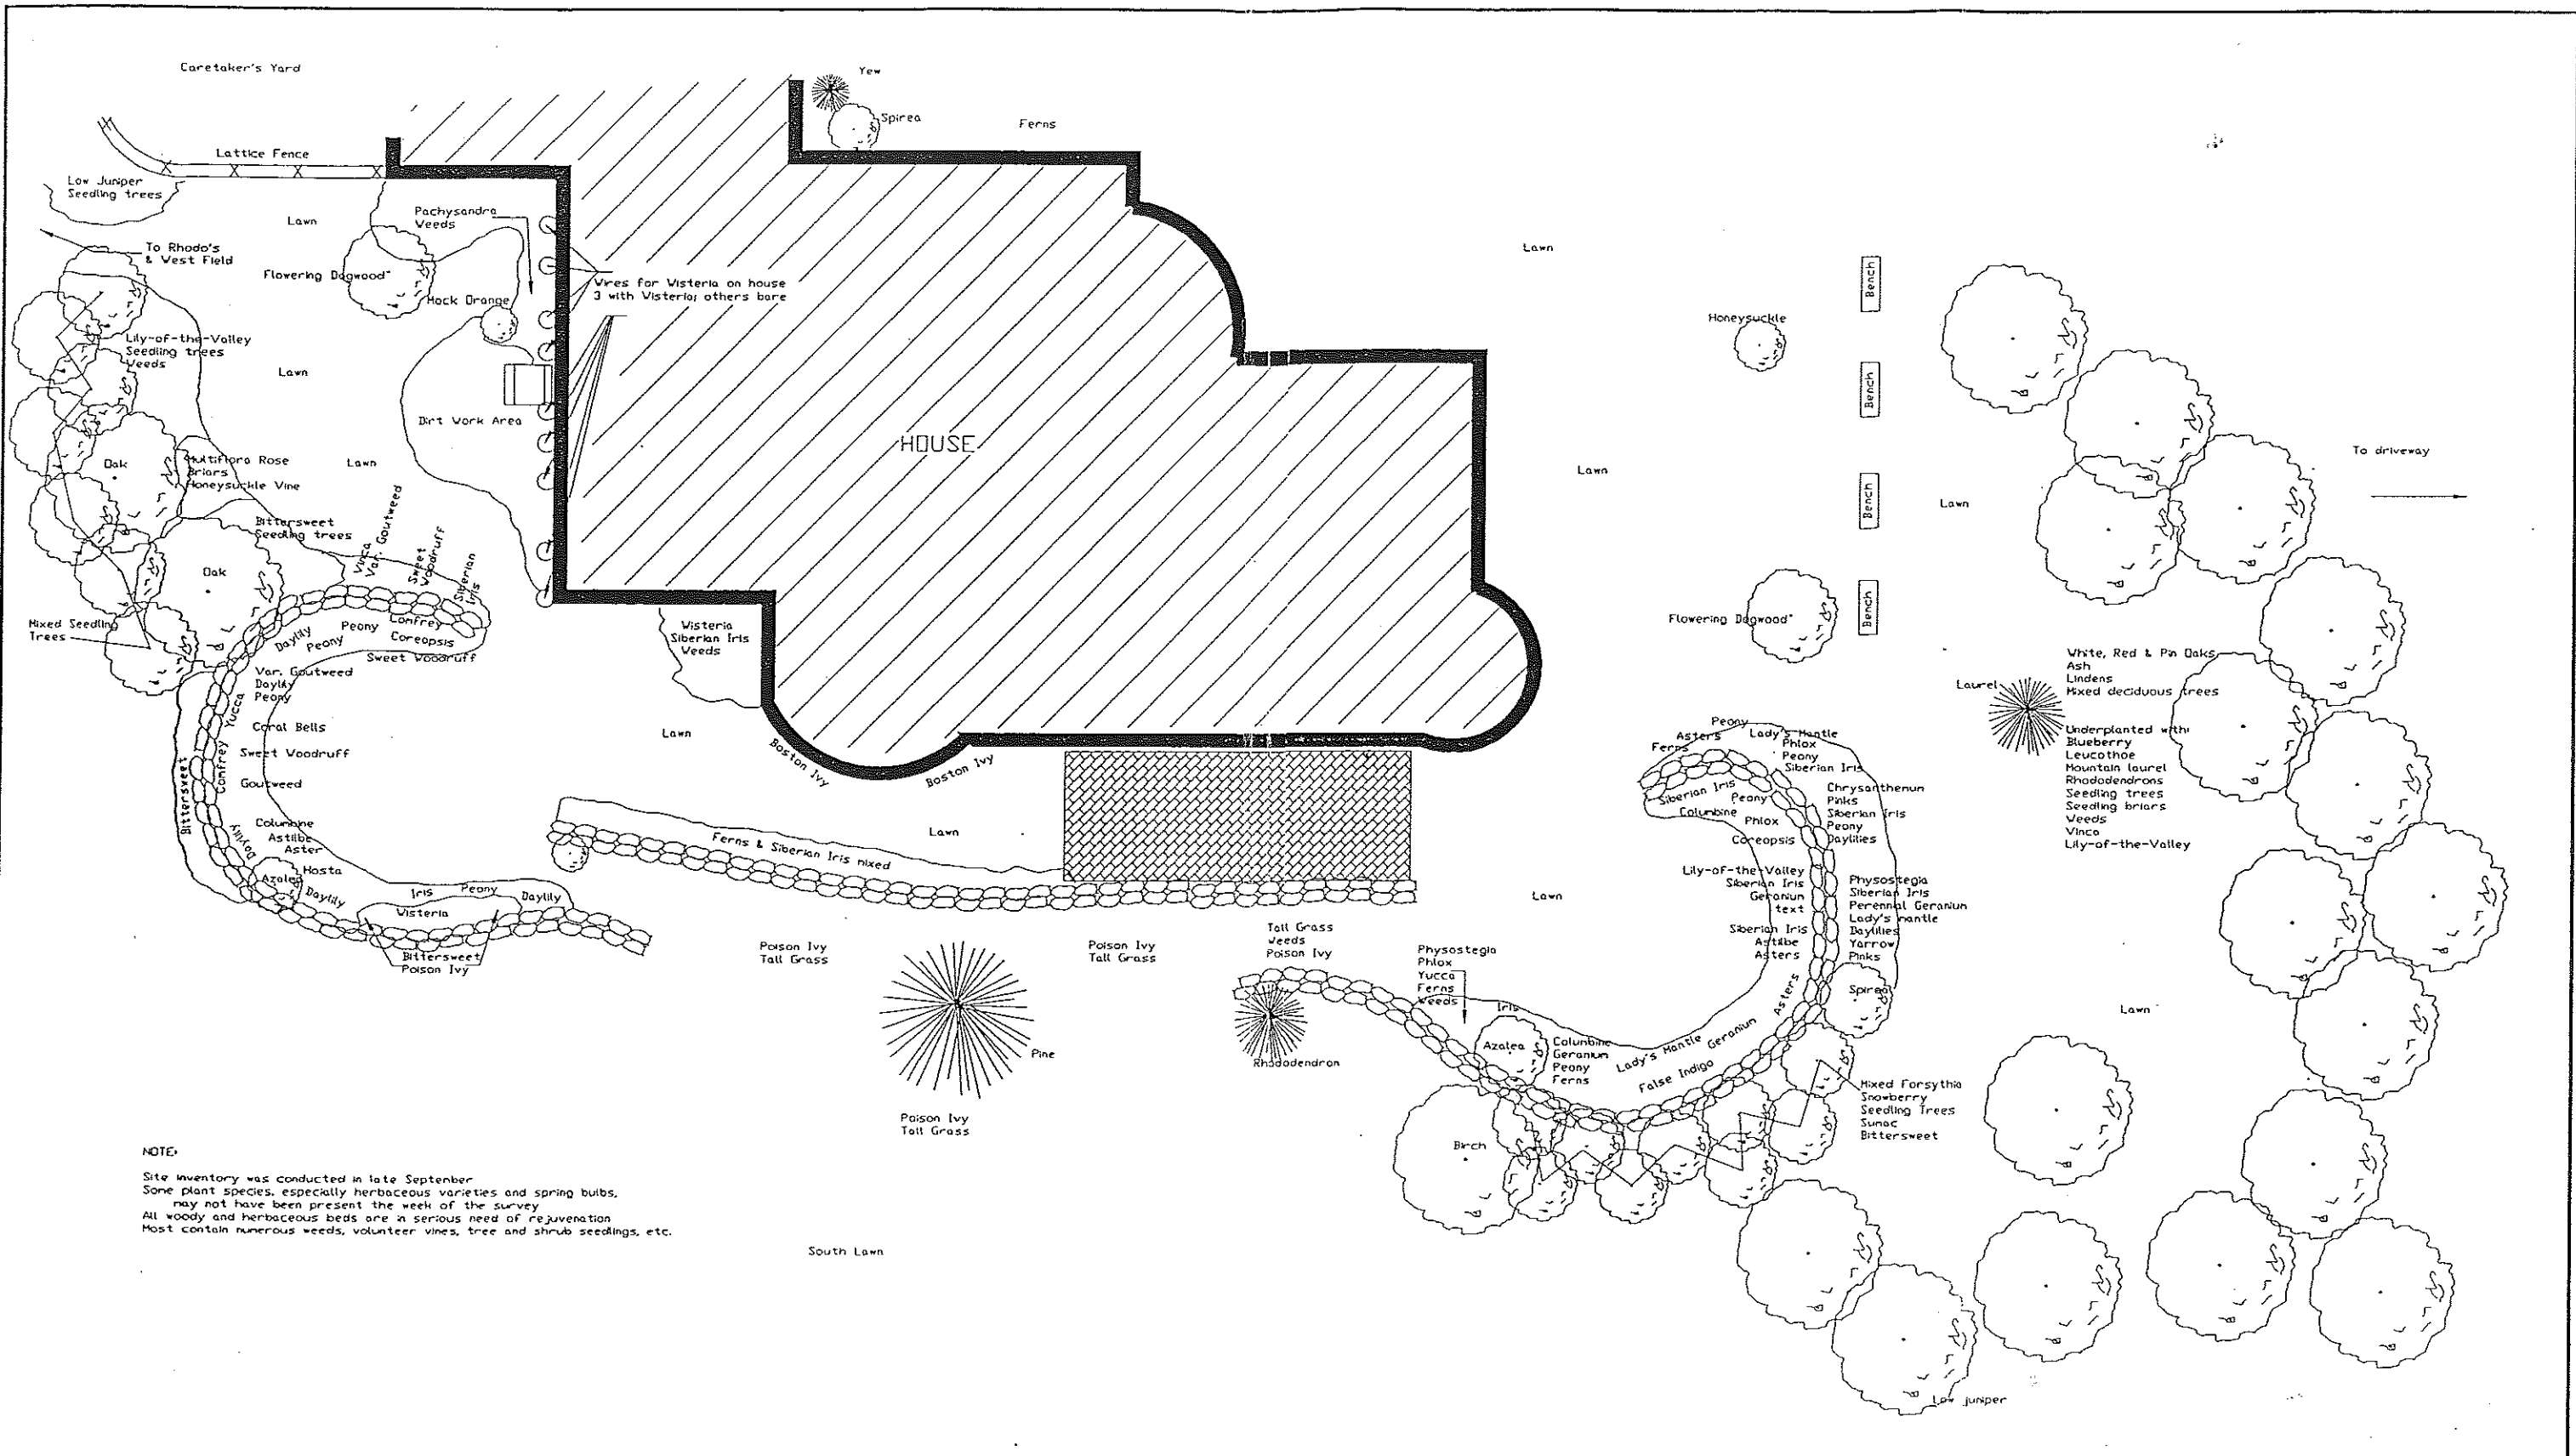 Caretaker's Yard
Yew
Spirea
Ferns
Lattice Fence
Low Juniper
Seedling trees
Lawn
Pachysandra
Weeds
To Rhodo's
& West Field
Flowering Dogwood
Mock Orange
Wires for Wisteria on house
3 with Wisteria; others bare
Lawn
Bench
Honeysuckle
Lily-of-the-Valley
Seedling trees
Weeds
Lawn
Bench
Dirt Work Area
HOUSE
To driveway
Oak
Multiflora Rose
Briars
Honeysuckle Vine
Lawn
Lawn
Bench
Lawn
Bittersweet
Seedling trees
Vinca
Var. Goutweed
Sweet
Woodruff
Siberian
Iris
Oak
Bench
Flowering Dogwood
Mixed Seedling
Trees
Daylily
Peony
Peony
Comfrey
Coreopsis
Sweet Woodruff
Wisteria
Siberian Iris
Weeds
Var. Goutweed
Daylily
Peony
Yucca
Coral Bells
Sweet Woodruff
Comfrey
Goutweed
Bittersweet
Columbine
Astilbe
Aster
Daylily
Azalea
Hosta
Daylily
Iris
Peony
Daylily
Wisteria
Bittersweet
Poison Ivy
Lawn
Boston Ivy
Boston Ivy
Lawn
Ferns & Siberian Iris mixed
White, Red & Pin Oaks
Ash
Lindens
Mixed deciduous trees
Laurel
Underplanted with:
Blueberry
Leucothoe
Mountain laurel
Rhododendrons
Seedling trees
Seedling briars
Weeds
Vinca
Lily-of-the-Valley
Peony
Asters
Ferns
Lady's Mantle
Phlox
Peony
Siberian Iris
Siberian Iris
Peony
Columbine
Phlox
Coreopsis
Chrysanthenum
Pinks
Siberian Iris
Peony
Daylilies
Lily-of-the-Valley
Siberian Iris
Geranium
text
Siberian Iris
Astilbe
Asters
Physostegia
Siberian Iris
Perennal Geranium
Lady's mantle
Daylilies
Yarrow
Pinks
Lawn
Spirea
Asters
Poison Ivy
Tall Grass
Poison Ivy
Tall Grass
Tall Grass
Weeds
Poison Ivy
Physostegia
Phlox
Yucca
Ferns
Weeds
Iris
Azalea
Columbine
Geranium
Peony
Ferns
Lady's Mantle
Geranium
False Indigo
Lawn
Pine
Rhododendron
Mixed Forsythia
Snowberry
Seedling Trees
Sumac
Bittersweet
Poison Ivy
Tall Grass
Birch
NOTE:
Site inventory was conducted in late September
Some plant species, especially herbaceous varieties and spring bulbs,
may not have been present the week of the survey
All woody and herbaceous beds are in serious need of rejuvenation
Most contain numerous weeds, volunteer vines, tree and shrub seedlings, etc.
South Lawn
Low juniper